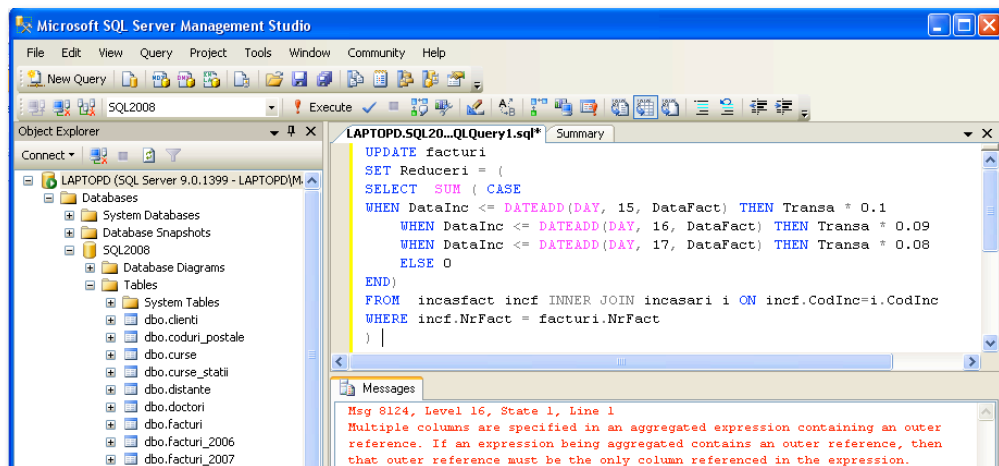 Microsoft SQL Server Management Studio
File Edit View Query Project Tools Window Community Help
New Query
SQL2008 Execute
Object Explorer
LAPTOPD.SQL20...QLQuery1.sql* Summary
Connect
LAPTOPD (SQL Server 9.0.1399 - LAPTOPD\M
Databases
System Databases
Database Snapshots
SQL2008
Database Diagrams
Tables
System Tables
dbo.clienti
dbo.coduri_postale
dbo.curse
dbo.curse_statii
dbo.distante
dbo.doctori
dbo.facturi
dbo.facturi_2006
dbo.facturi_2007
UPDATE facturi
SET Reduceri = (
SELECT SUM ( CASE
WHEN DataInc <= DATEADD(DAY, 15, DataFact) THEN Transa * 0.1
WHEN DataInc <= DATEADD(DAY, 16, DataFact) THEN Transa * 0.09
WHEN DataInc <= DATEADD(DAY, 17, DataFact) THEN Transa * 0.08
ELSE 0
END)
FROM incasfact incf INNER JOIN incasari i ON incf.CodInc=i.CodInc
WHERE incf.NrFact = facturi.NrFact
)
Messages
Msg 8124, Level 16, State 1, Line 1
Multiple columns are specified in an aggregated expression containing an outer
reference. If an expression being aggregated contains an outer reference, then
that outer reference must be the only column referenced in the expression.